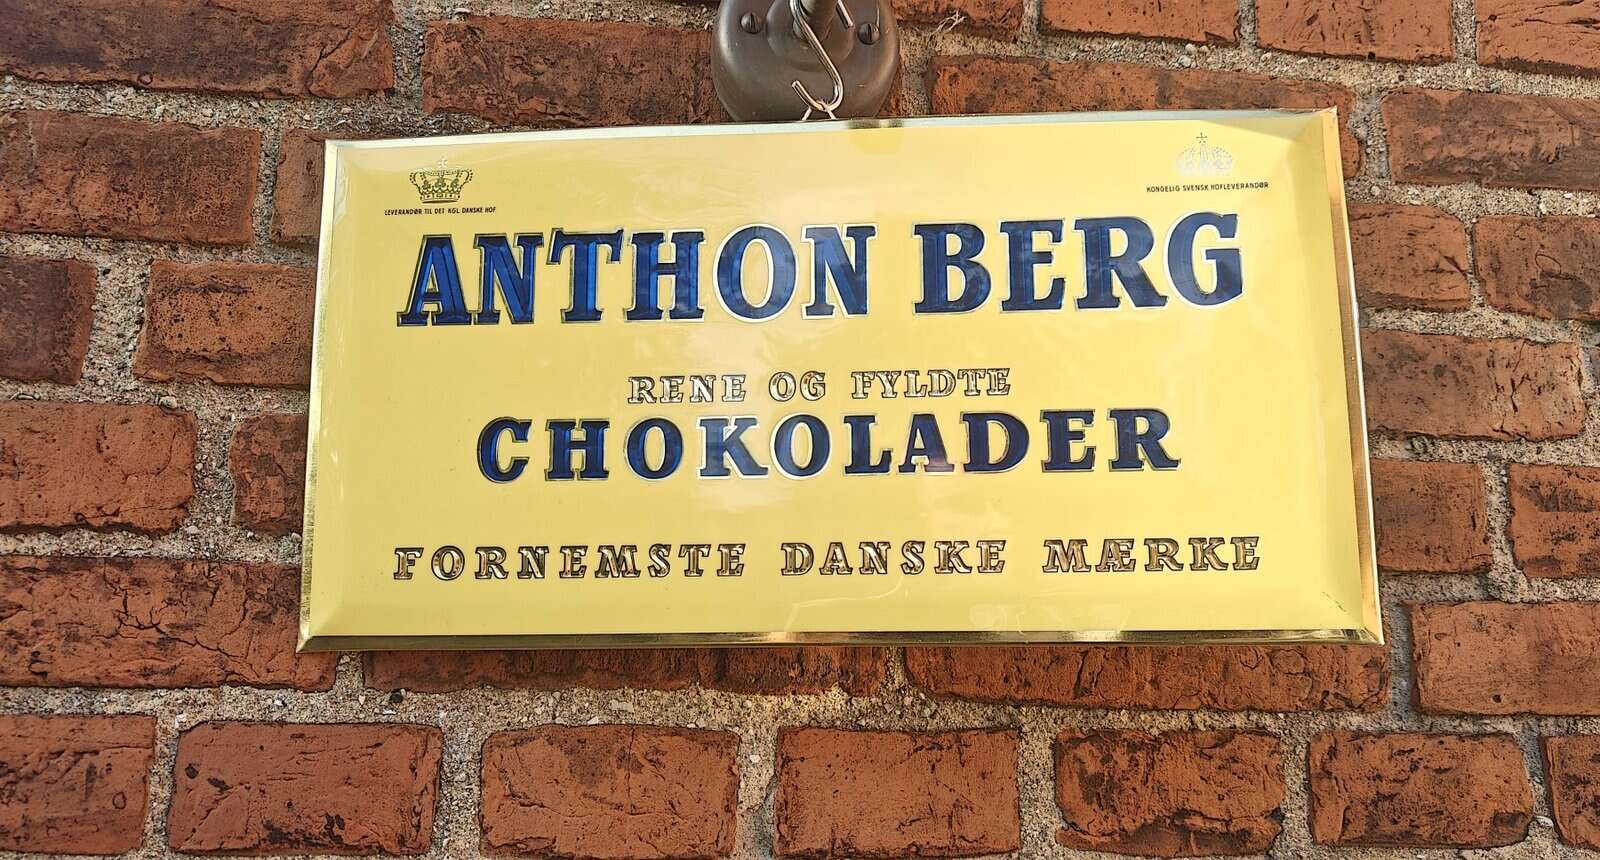 LEVERANDØR TIL DET KGL. DANSKE HOF
KONGELIG SVENSK HOFLEVERANDØR
ANTHON BERG
RENE OG FYLDTE
CHOKOLADER
FORNEMSTE DANSKE MÆRKE